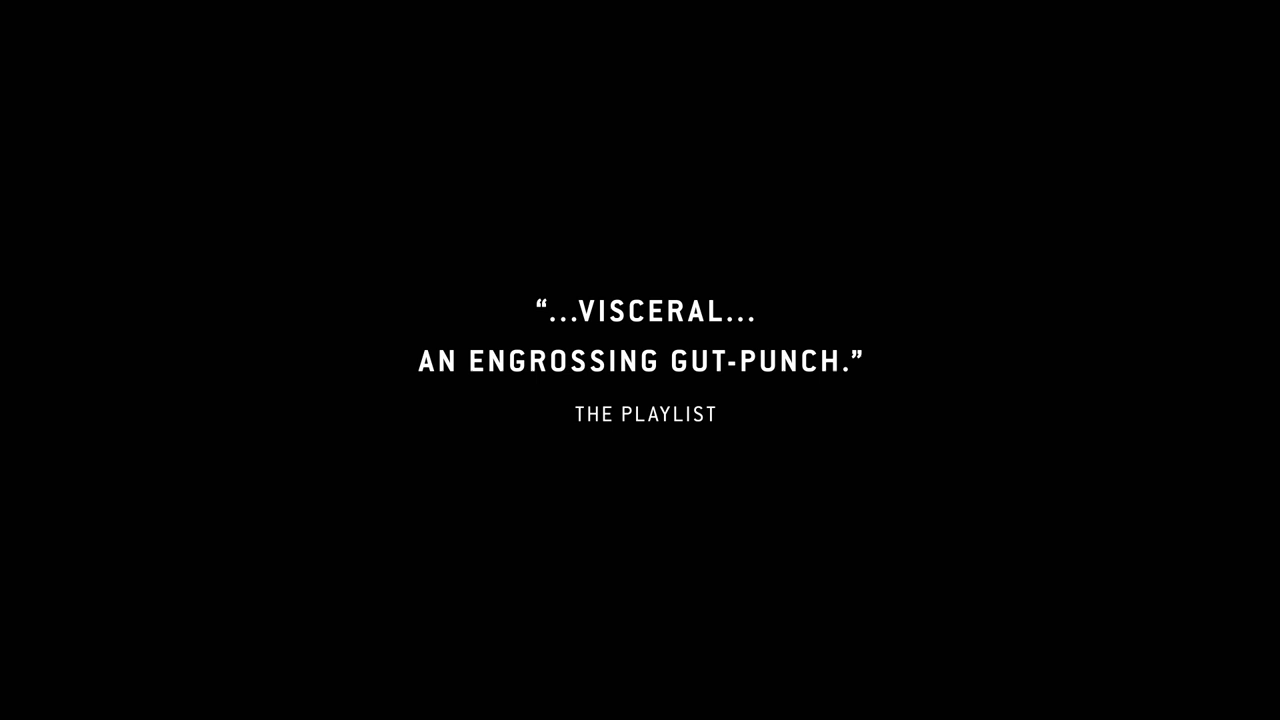 “...VISCERAL...
AN ENGROSSING GUT-PUNCH.”
THE PLAYLIST